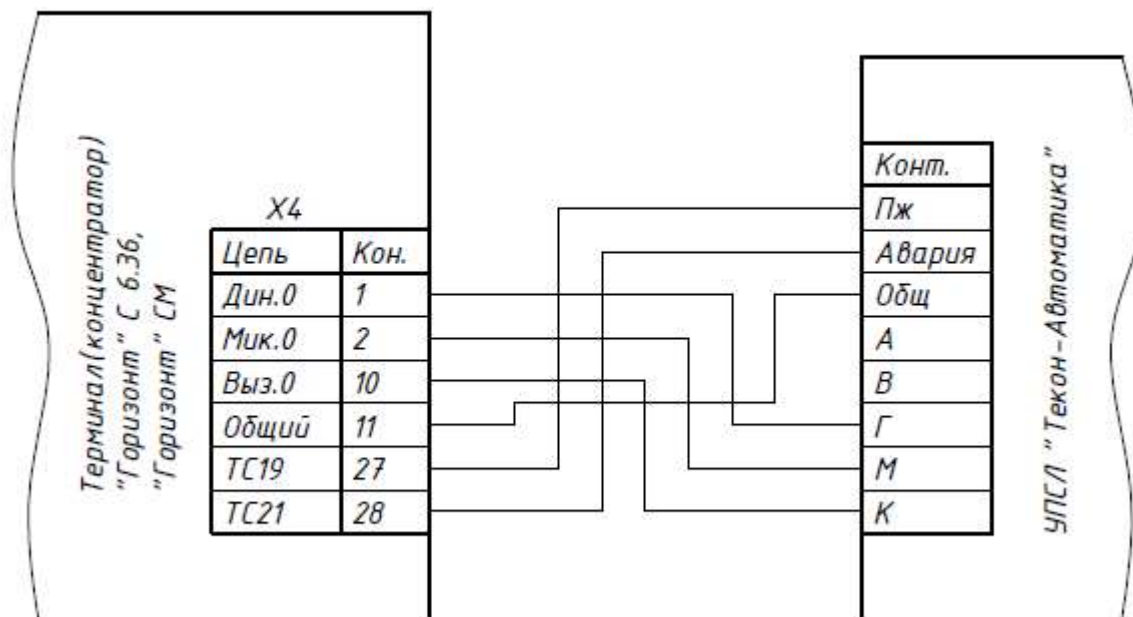 Терминал(концентратор)
"Горизонт" С 6.36,
"Горизонт" СМ
X4
Цепь Кон.
Дин.0 1
Мик.0 2
Выз.0 10
Общий 11
ТС19 27
ТС21 28
Конт.
Пж
Авария
Общ
А
В
Г
М
К
УПСЛ "Текон-Автоматика"